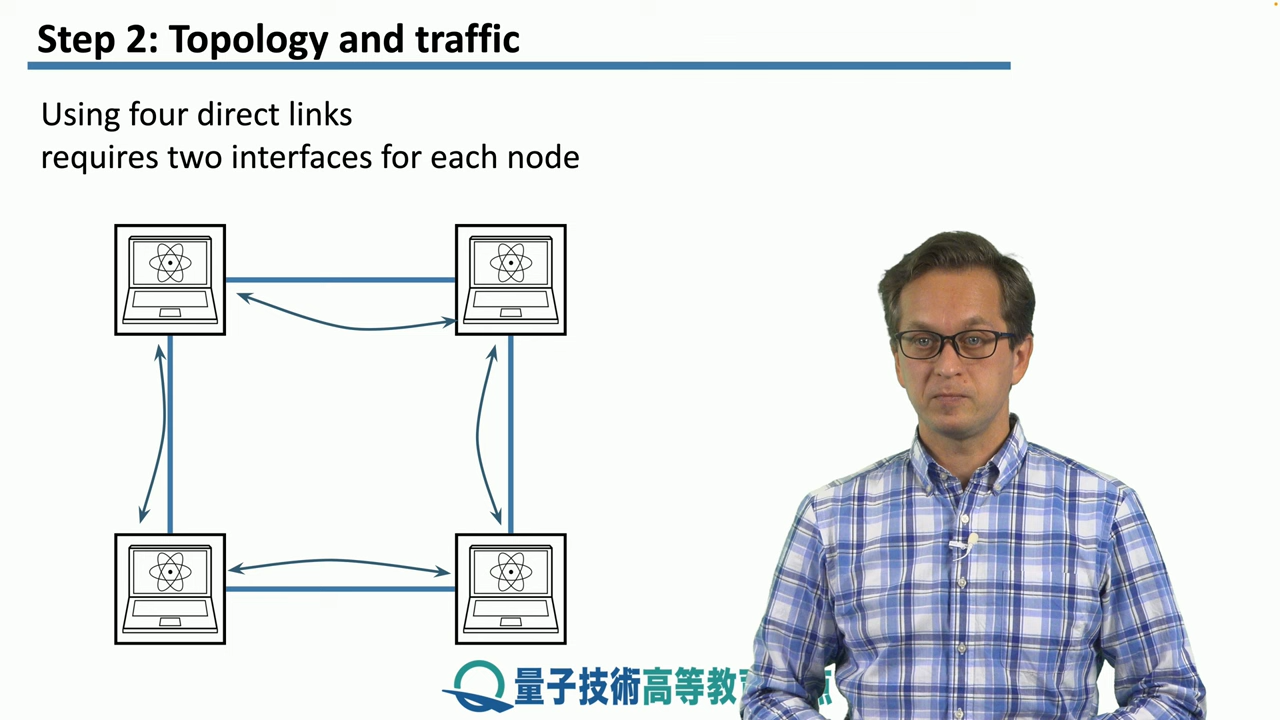 Step 2: Topology and traffic
Using four direct links
requires two interfaces for each node
量子技術高等教